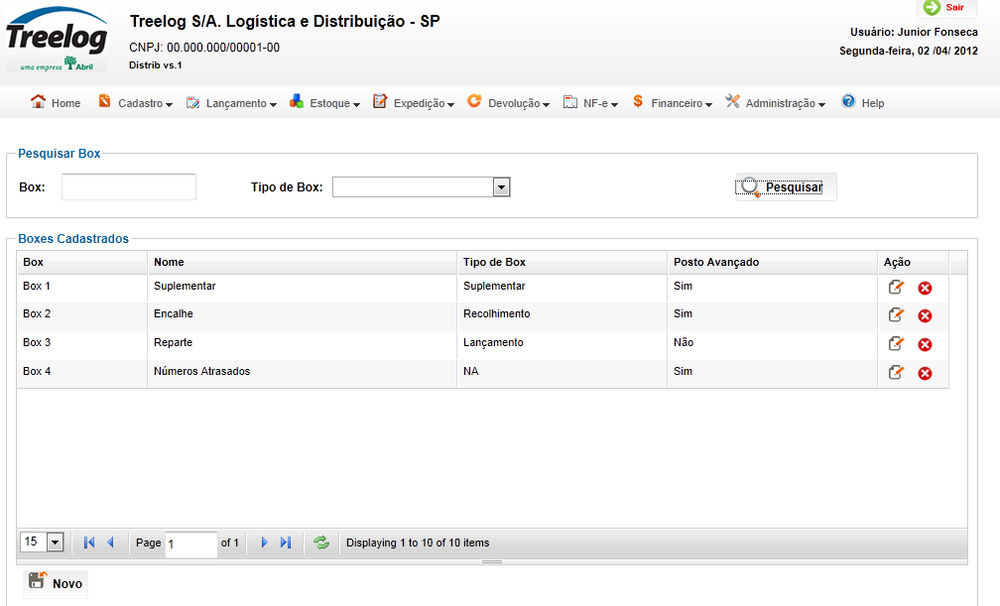 Sair
Treelog
uma empresa Abril
Treelog S/A. Logística e Distribuição - SP
CNPJ: 00.000.000/00001-00
Distrib vs.1
Usuário: Junior Fonseca
Segunda-feira, 02 /04/ 2012
Home Cadastro Lançamento Estoque Expedição Devolução NF-e $ Financeiro Administração ? Help
Pesquisar Box
Box: Tipo de Box: Pesquisar
Boxes Cadastrados
Box Nome Tipo de Box Posto Avançado Ação
Box 1 Suplementar Suplementar Sim
Box 2 Encalhe Recolhimento Sim
Box 3 Reparte Lançamento Não
Box 4 Números Atrasados NA Sim
15 Page 1 of 1 Displaying 1 to 10 of 10 items
Novo